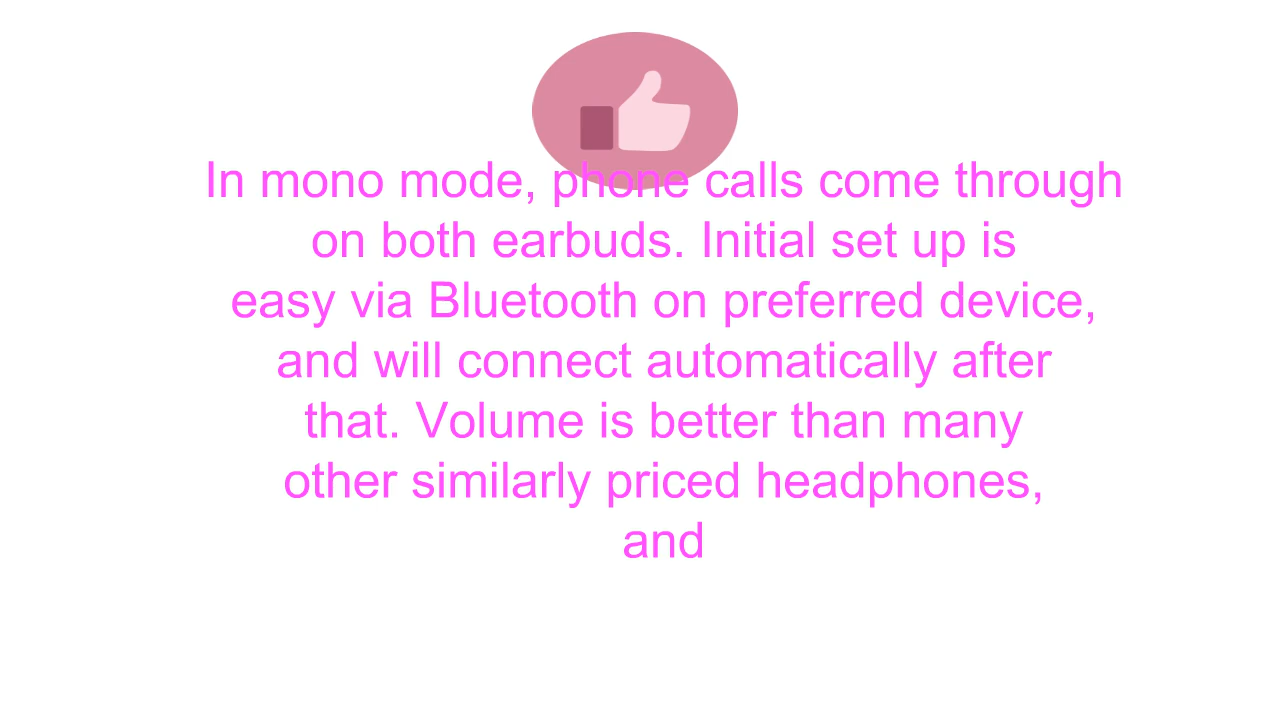 In mono mode, phone calls come through
on both earbuds. Initial set up is
easy via Bluetooth on preferred device,
and will connect automatically after
that. Volume is better than many
other similarly priced headphones,
and